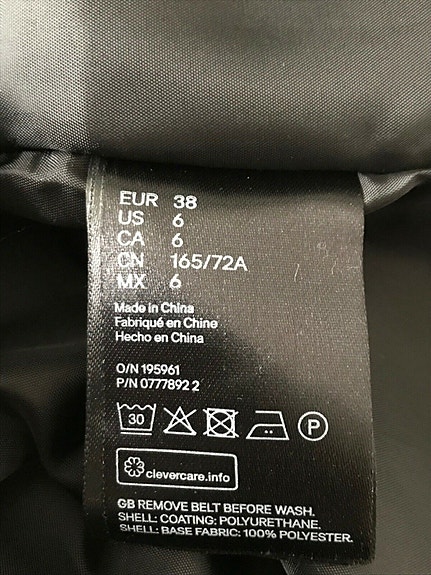 EUR 38
US 6
CA 6
CN 165/72A
MX 6
Made in China
Fabriqué en Chine
Hecho en China
O/N 195961
P/N 0777892 2
30 P
clevercare.info
GB REMOVE BELT BEFORE WASH.
SHELL: COATING: POLYURETHANE.
SHELL: BASE FABRIC: 100% POLYESTER.